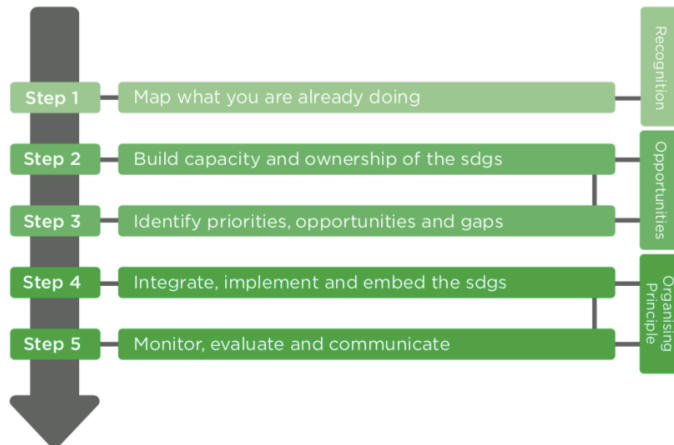 Recognition
Step 1
Map what you are already doing
Step 2
Build capacity and ownership of the sdgs
Opportunities
Step 3
Identify priorities, opportunities and gaps
Step 4
Integrate, implement and embed the sdgs
Organising
Principle
Step 5
Monitor, evaluate and communicate